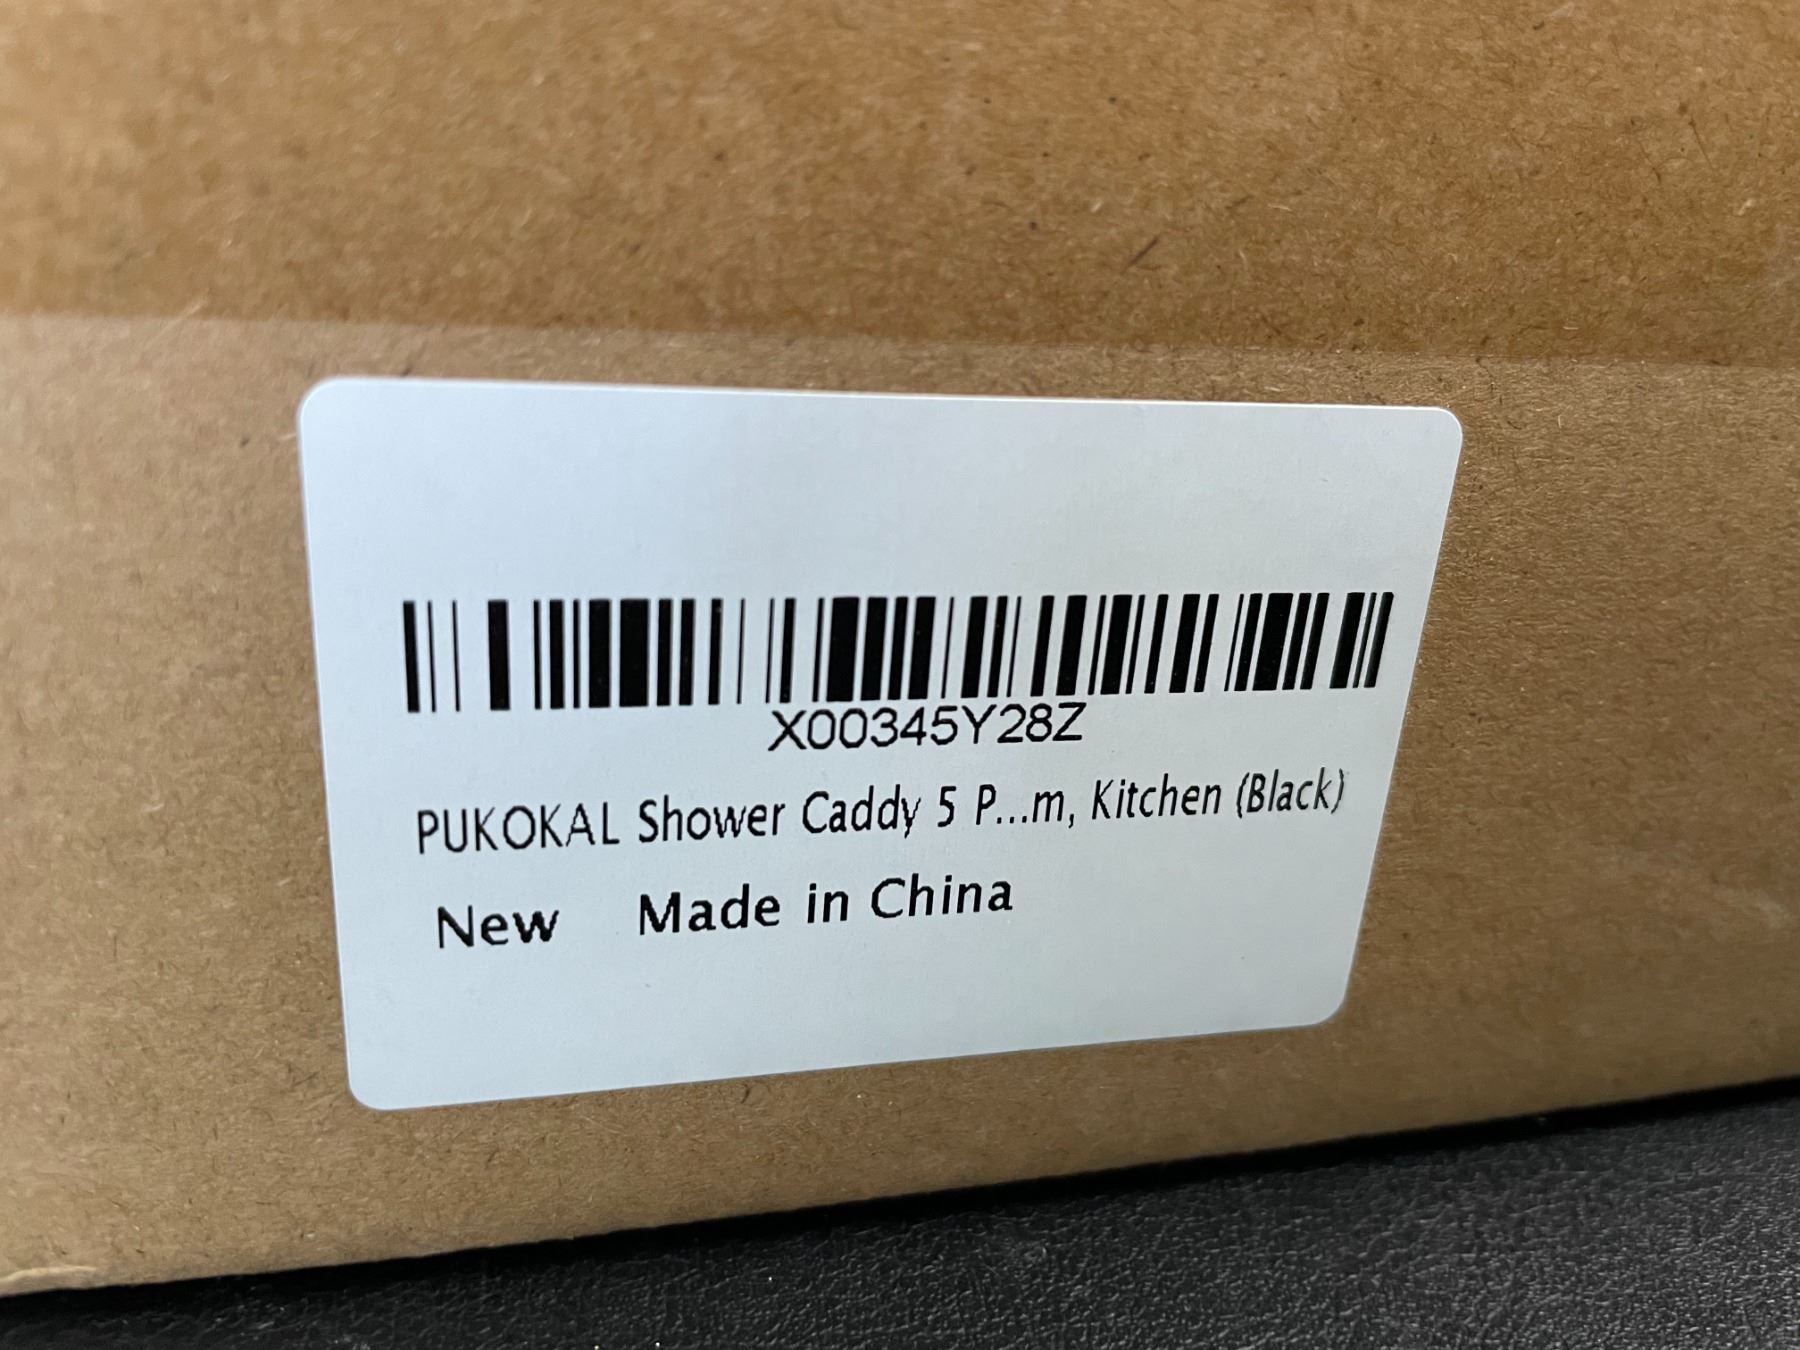 X00345Y28Z
PUKOKAL Shower Caddy 5 P...m, Kitchen (Black)
New Made in China